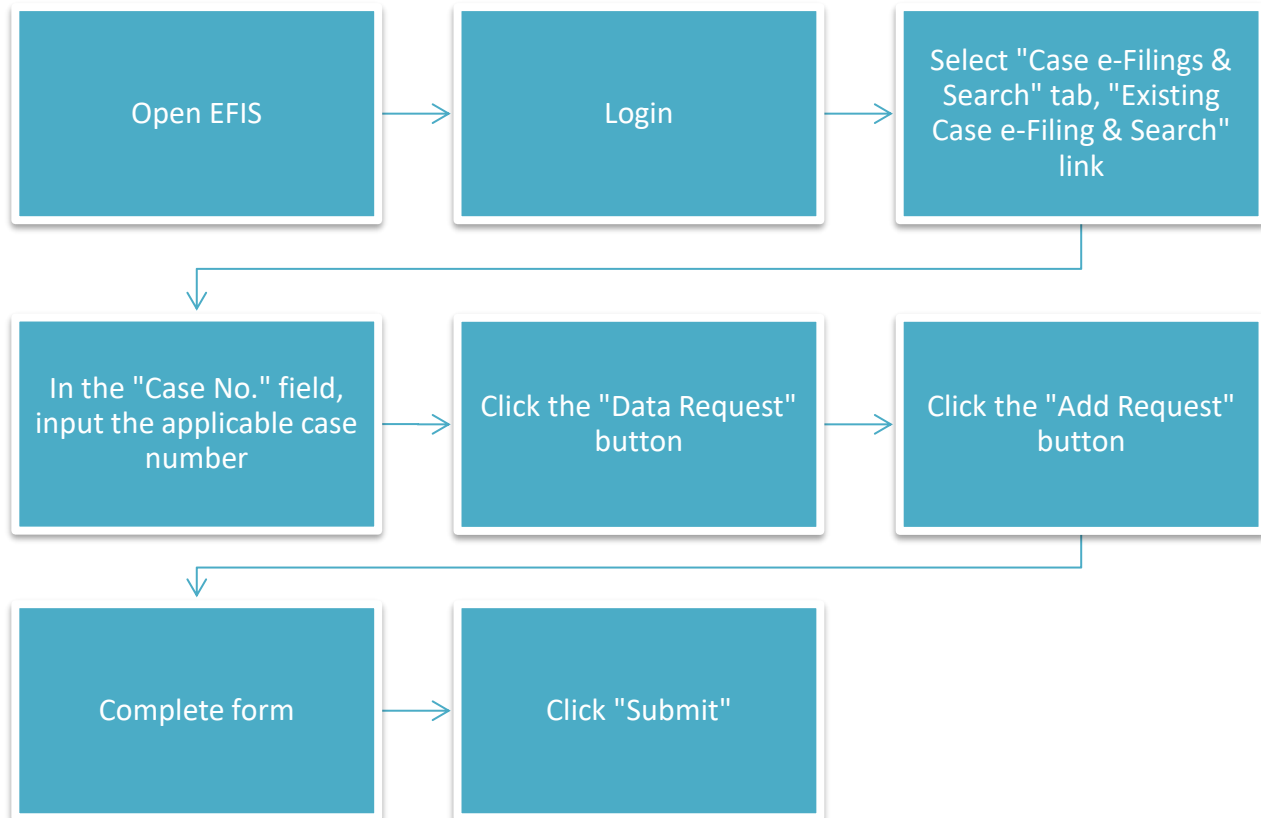 Open EFIS
Login
Select "Case e-Filings &
Search" tab, "Existing
Case e-Filing & Search"
link
In the "Case No." field,
input the applicable case
number
Click the "Data Request"
button
Click the "Add Request"
button
Complete form
Click "Submit"